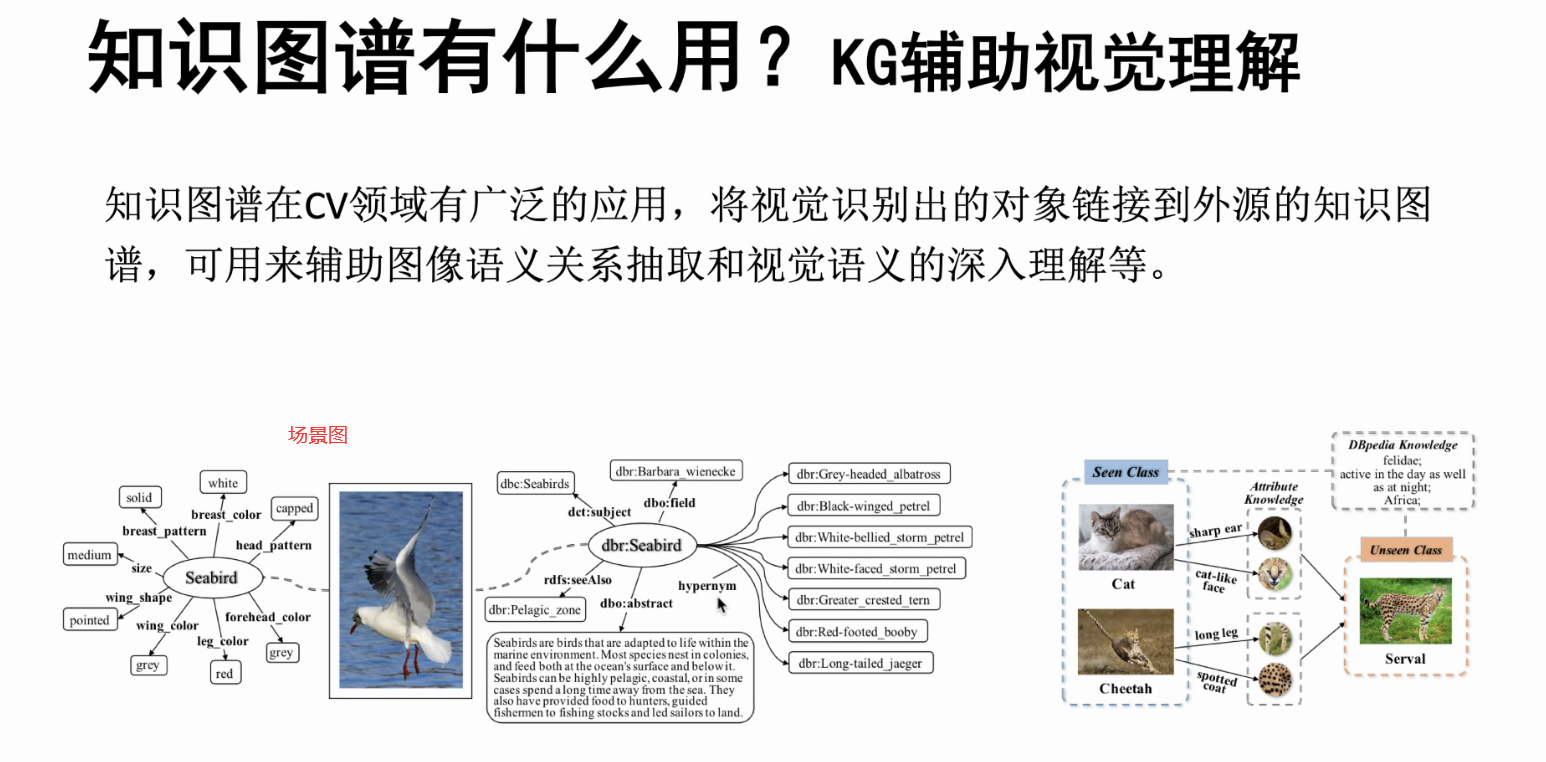 知识图谱有什么用？KG辅助视觉理解
知识图谱在CV领域有广泛的应用，将视觉识别出的对象链接到外源的知识图
谱，可用来辅助图像语义关系抽取和视觉语义的深入理解等。
场景图
solid
white
capped
breast_pattern
breast_color
head_pattern
medium
size
Seabird
wing_shape
pointed
wing_color
forehead_color
leg_color
grey
red
grey
dbc:Seabirds
dbr:Barbara_wienecke
dct:subject
dbo:field
dbr:Seabird
rdfs:seeAlso
hypernym
dbo:abstract
dbr:Pelagic_zone
Seabirds are birds that are adapted to life within the
marine environment. Most species nest in colonies,
and feed both at the ocean's surface and below it.
Seabirds can be highly pelagic, coastal, or in some
cases spend a long time away from the sea. They
also have provided food to hunters, guided
fishermen to fishing stocks and led sailors to land.
dbr:Grey-headed_albatross
dbr:Black-winged_petrel
dbr:White-bellied_storm_petrel
dbr:White-faced_storm_petrel
dbr:Greater_crested_tern
dbr:Red-footed_booby
dbr:Long-tailed_jaeger
Seen Class
Attribute
Knowledge
sharp ear
cat-like
face
Cat
long leg
spotted
coat
Cheetah
DBpedia Knowledge
felidae;
active in the day as well
as at night;
Africa;
Unseen Class
Serval